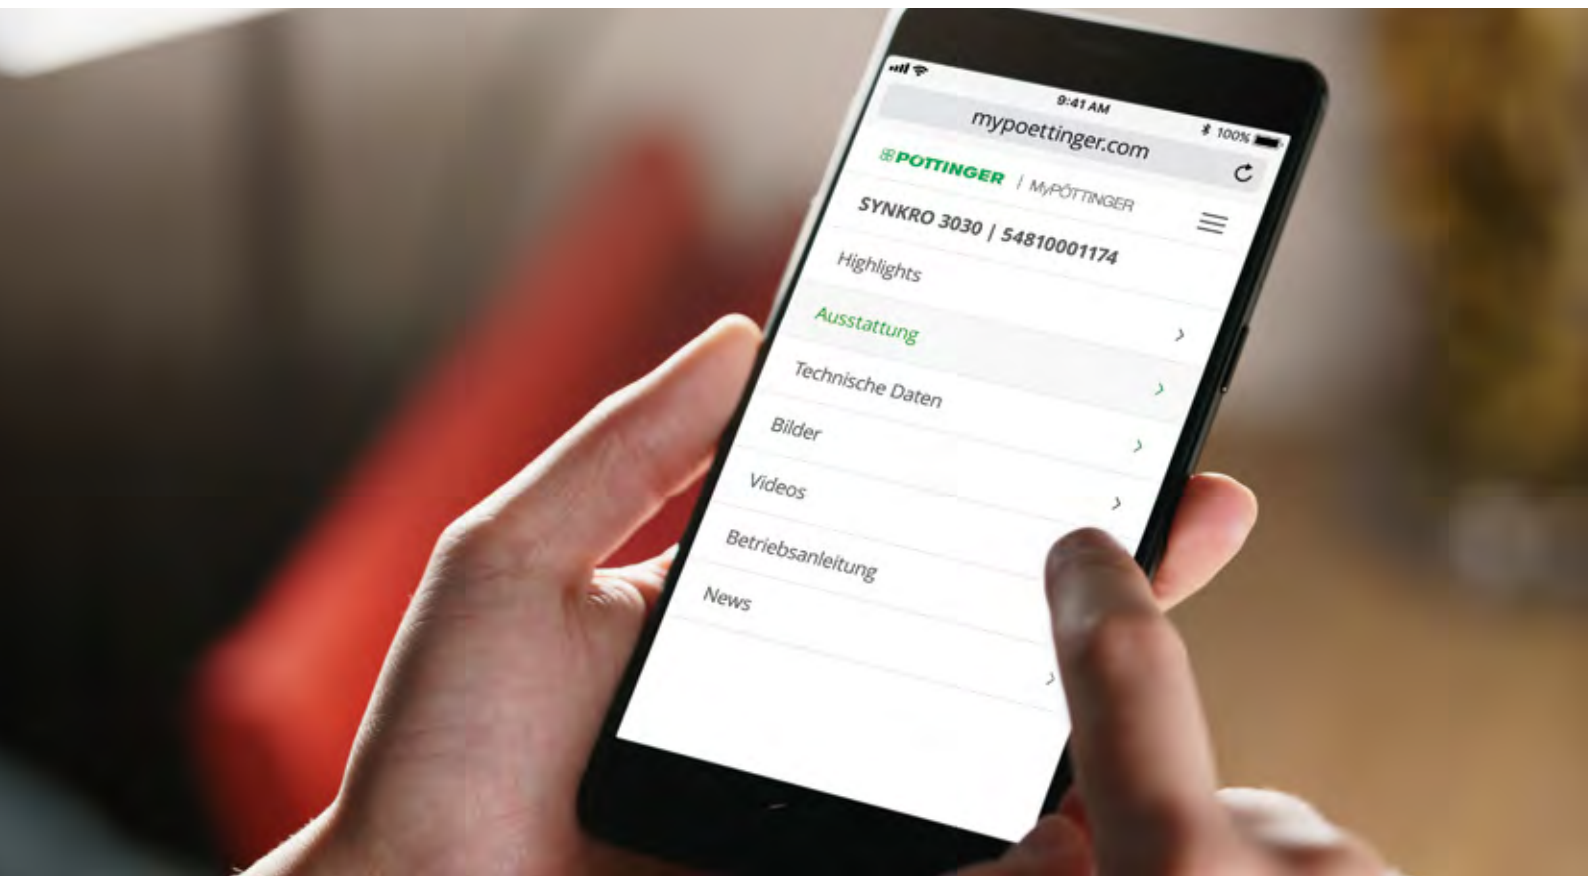 9:41 AM
100%
mypoettinger.com
PÖTTINGER | MyPÖTTINGER
SYNKRO 3030 | 54810001174
Highlights
Ausstattung
Technische Daten
Bilder
Videos
Betriebsanleitung
News